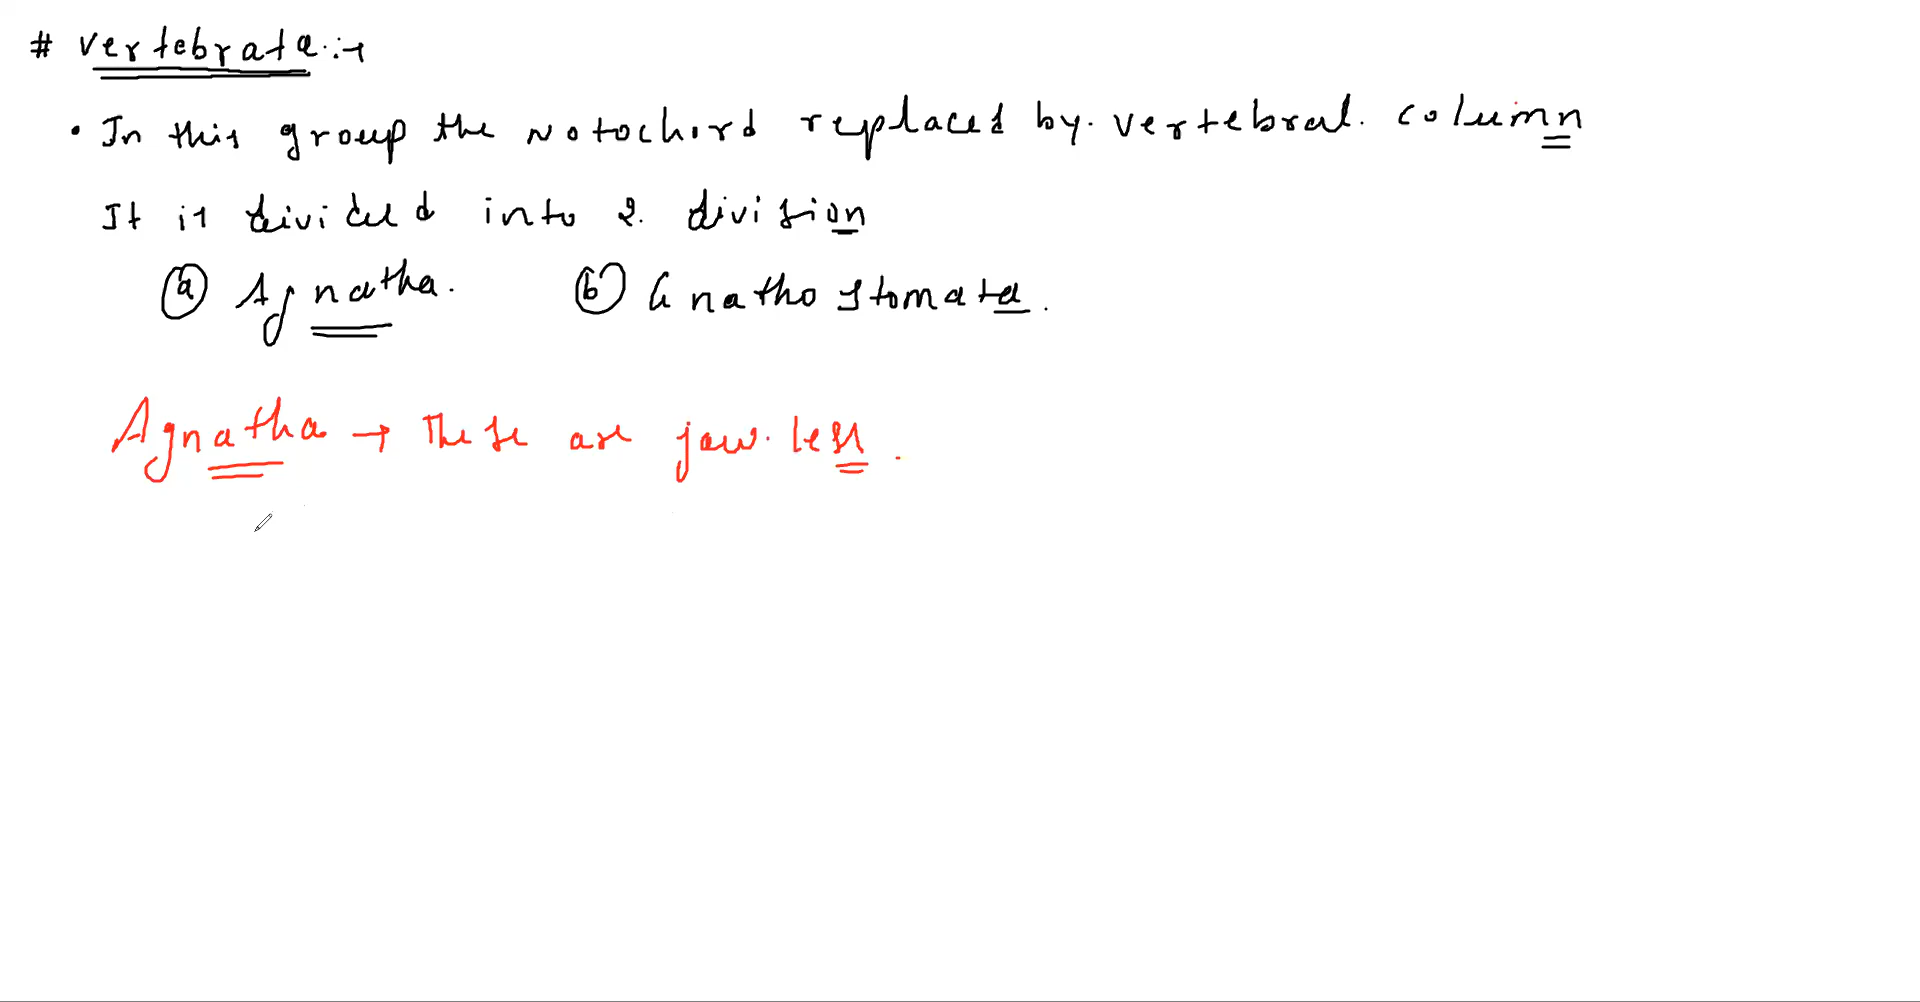 # Vertebrata :→
• In this group the Notochord replaced by. vertebral. column
It is divided into 2. division
(a) Agnatha. (b) Gnathostomata.
Agnatha → These are jaw less.